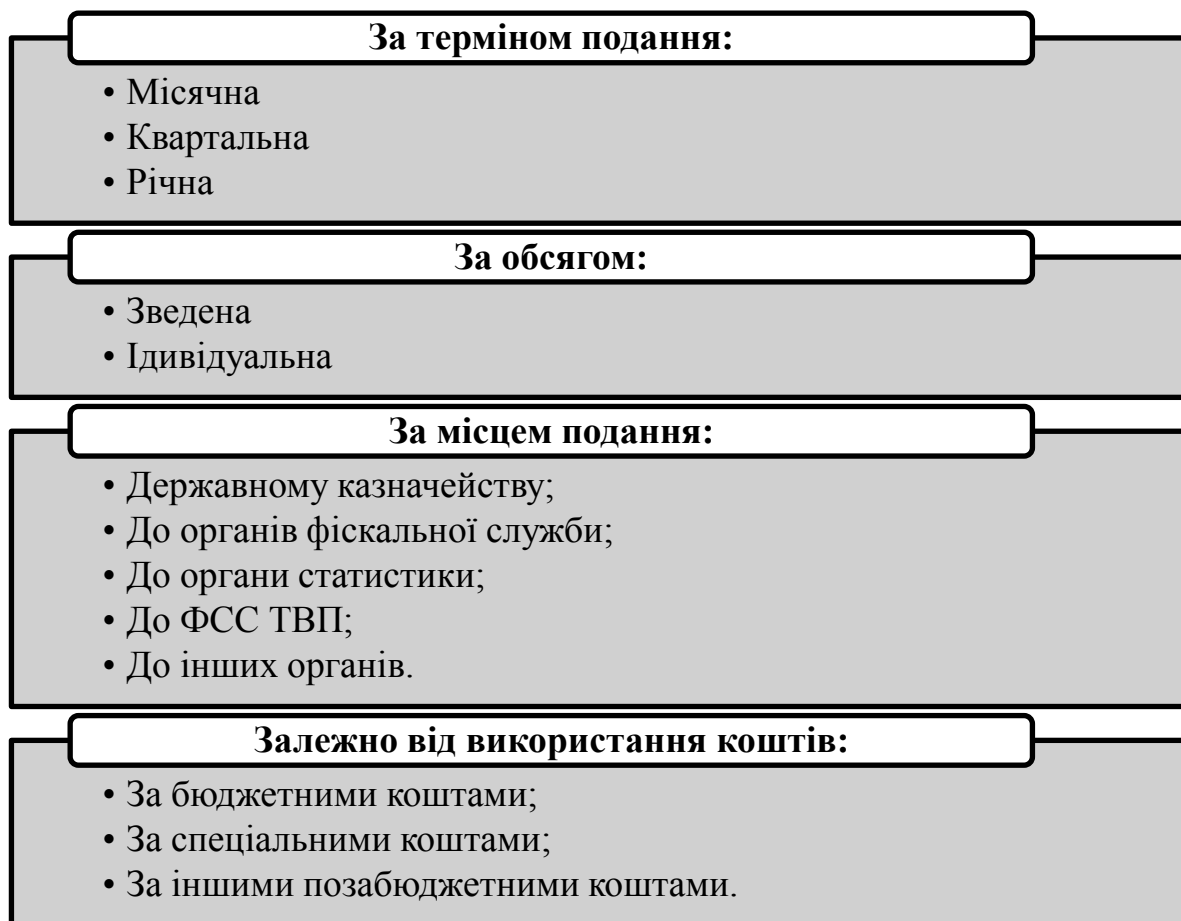 За терміном подання:
• Місячна
• Квартальна
• Річна
За обсягом:
• Зведена
• Ідивідуальна
За місцем подання:
• Державному казначейству;
• До органів фіскальної служби;
• До органи статистики;
• До ФСС ТВП;
• До інших органів.
Залежно від використання коштів:
• За бюджетними коштами;
• За спеціальними коштами;
• За іншими позабюджетними коштами.